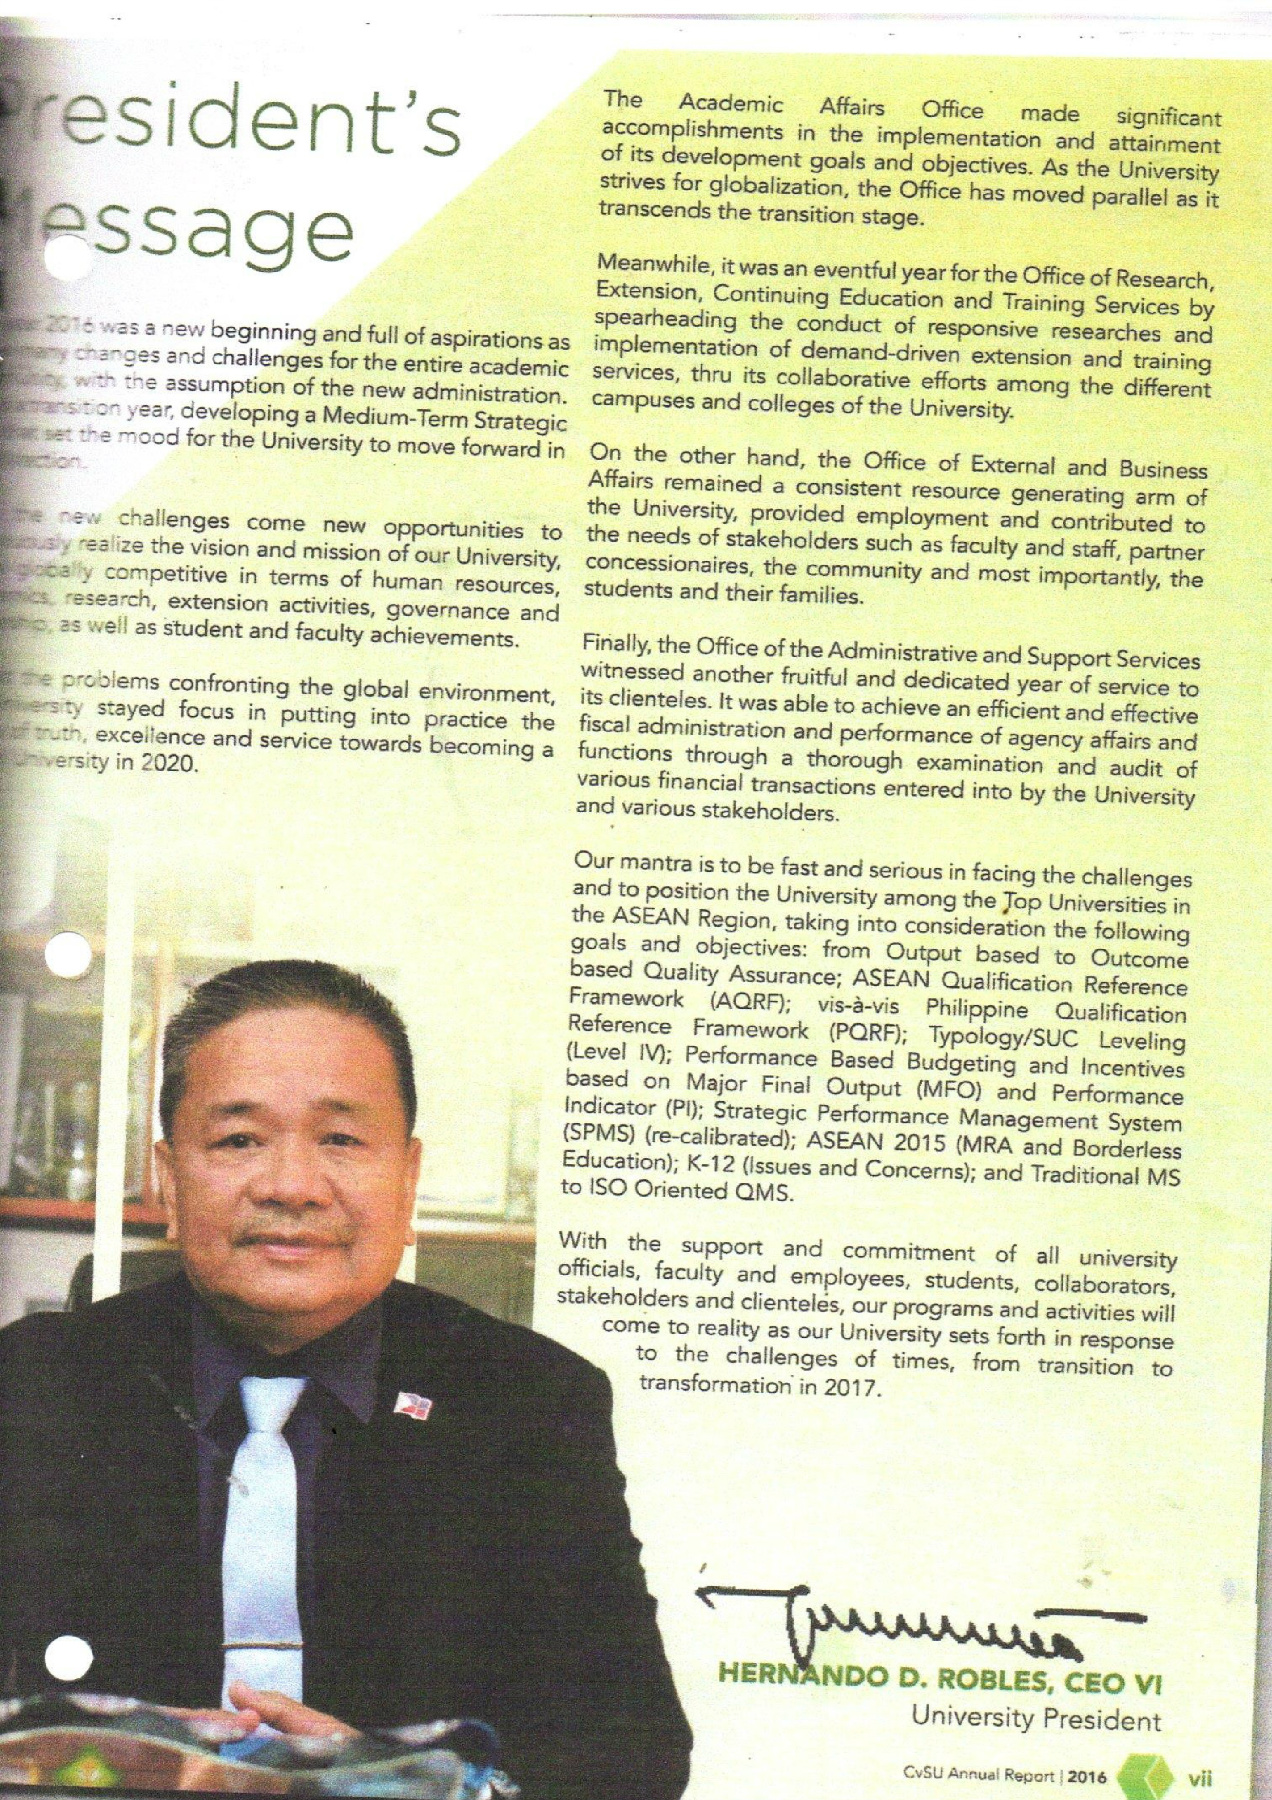 President's
Message
2016 was a new beginning and full of aspirations as
many changes and challenges for the entire academic
with the assumption of the new administration.
transition year, developing a Medium-Term Strategic
set the mood for the University to move forward in
new challenges come new opportunities to
realize the vision and mission of our University,
globally competitive in terms of human resources,
research, extension activities, governance and
as well as student and faculty achievements.
the problems confronting the global environment,
stayed focus in putting into practice the
truth, excellence and service towards becoming a
University in 2020.
The Academic Affairs Office made significant
accomplishments in the implementation and attainment
of its development goals and objectives. As the University
strives for globalization, the Office has moved parallel as it
transcends the transition stage.
Meanwhile, it was an eventful year for the Office of Research,
Extension, Continuing Education and Training Services by
spearheading the conduct of responsive researches and
implementation of demand-driven extension and training
services, thru its collaborative efforts among the different
campuses and colleges of the University.
On the other hand, the Office of External and Business
Affairs remained a consistent resource generating arm of
the University, provided employment and contributed to
the needs of stakeholders such as faculty and staff, partner
concessionaires, the community and most importantly, the
students and their families.
Finally, the Office of the Administrative and Support Services
witnessed another fruitful and dedicated year of service to
its clienteles. It was able to achieve an efficient and effective
fiscal administration and performance of agency affairs and
functions through a thorough examination and audit of
various financial transactions entered into by the University
and various stakeholders.
Our mantra is to be fast and serious in facing the challenges
and to position the University among the Top Universities in
the ASEAN Region, taking into consideration the following
goals and objectives: from Output based to Outcome
based Quality Assurance; ASEAN Qualification Reference
Framework (AQRF); vis-à-vis Philippine Qualification
Reference Framework (PQRF); Typology/SUC Leveling
(Level IV); Performance Based Budgeting and Incentives
based on Major Final Output (MFO) and Performance
Indicator (PI); Strategic Performance Management System
(SPMS) (re-calibrated); ASEAN 2015 (MRA and Borderless
Education); K-12 (Issues and Concerns); and Traditional MS
to ISO Oriented QMS.
With the support and commitment of all university
officials, faculty and employees, students, collaborators,
stakeholders and clienteles, our programs and activities will
come to reality as our University sets forth in response
to the challenges of times, from transition to
transformation in 2017.
HERNANDO D. ROBLES, CEO VI
University President
CvSU Annual Report | 2016 vii